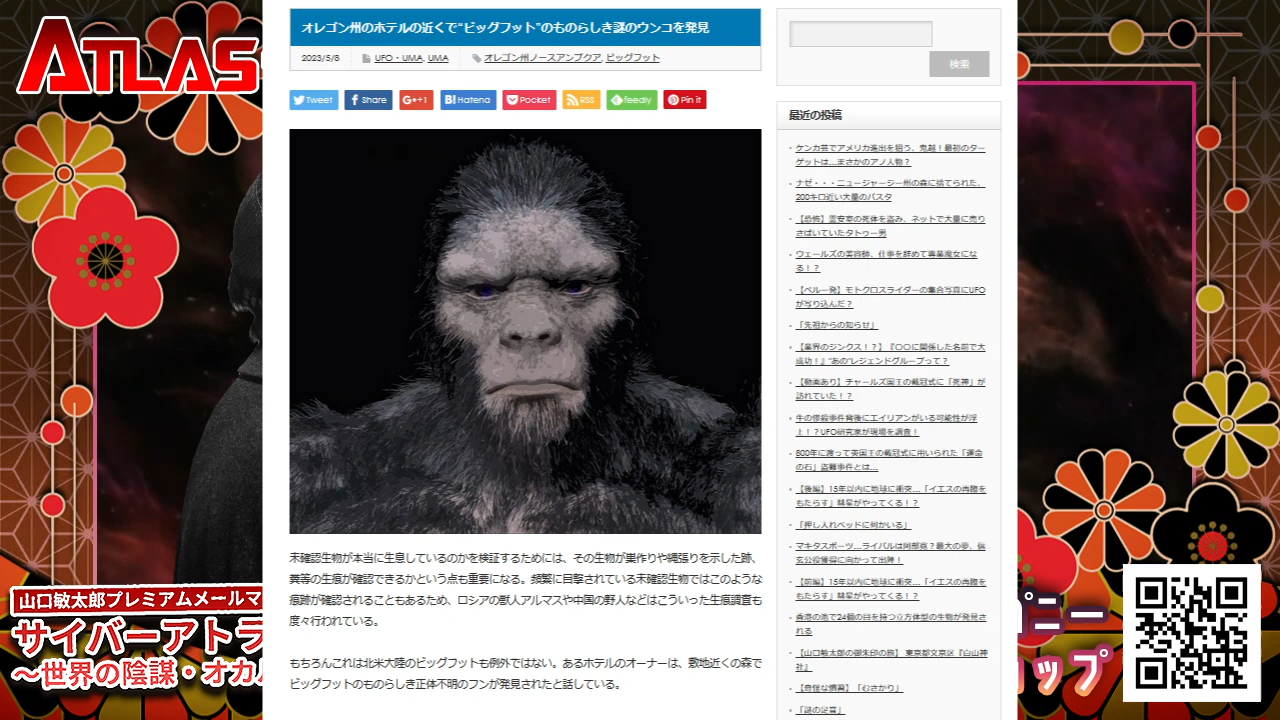 ATLAS
オレゴン州のホテルの近くで“ビッグフット”のものらしき謎のウンコを発見
2023/5/8
UFO・UMA, UMA
オレゴン州ノースアンプクア, ビッグフット
Tweet
Share
G+ +1
B! Hatena
Pocket
RSS
feedly
Pin it
未確認生物が本当に生息しているのかを検証するためには、その生物が巣作りや縄張りを示した跡、
糞等の生痕が確認できるかという点も重要になる。頻繁に目撃されている未確認生物ではこのような
痕跡が確認されることもあるため、ロシアの獣人アルマスや中国の野人などはこういった生痕調査も
度々行われている。
もちろんこれは北米大陸のビッグフットも例外ではない。あるホテルのオーナーは、敷地近くの森で
ビッグフットのものらしき正体不明のフンが発見されたと話している。
検索
最近の投稿
ケンカ芸でアメリカ進出を狙う、鬼越！最初のター
ゲットは…まさかのアノ人物？
ナゼ・・・ニュージャージー州の森に捨てられた、
200キロ近い大量のパスタ
【恐怖】霊安室の死体を盗み、ネットで大量に売り
さばいていたタトゥー男
ウェールズの美容師、仕事を辞めて専業魔女にな
る！？
【ペルー発】モトクロスライダーの集合写真にUFO
が写り込んだ？
「先祖からの知らせ」
【業界のジンクス！？】『〇〇に関係した名前で大
成功！』“あの”レジェンドグループって？
【動画あり】チャールズ国王の戴冠式に「死神」が
訪れていた！？
牛の惨殺事件背後にエイリアンがいる可能性が浮
上！？UFO研究家が現場を調査！
800年に渡って英国王の戴冠式に用いられた「運命
の石」盗難事件とは…
【後編】15年以内に地球に衝突…「イエスの再臨を
もたらす」彗星がやってくる！？
「押し入れベッドに何かいる」
マキタスポーツ…ライバルは阿部寛？最大の夢、信
玄公役獲得に向かって出陣！
【前編】15年以内に地球に衝突…「イエスの再臨を
もたらす」彗星がやってくる！？
香港の池で24個の目を持つ立方体型の生物が発見さ
れる
【山口敏太郎の御朱印の旅】 東京都文京区『白山神
社』
【奇怪な慣習】「むさかり」
「謎の足音」
山口敏太郎プレミアムメールマ
サイバーアトラ
〜世界の陰謀・オカル
ニー
ップ